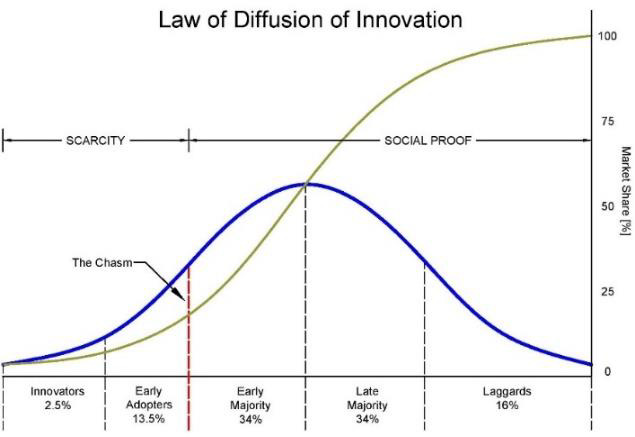 Law of Diffusion of Innovation
100
SCARCITY
SOCIAL PROOF
75
Market Share [%]
50
The Chasm
25
0
Innovators
2.5%
Early
Adopters
13.5%
Early
Majority
34%
Late
Majority
34%
Laggards
16%